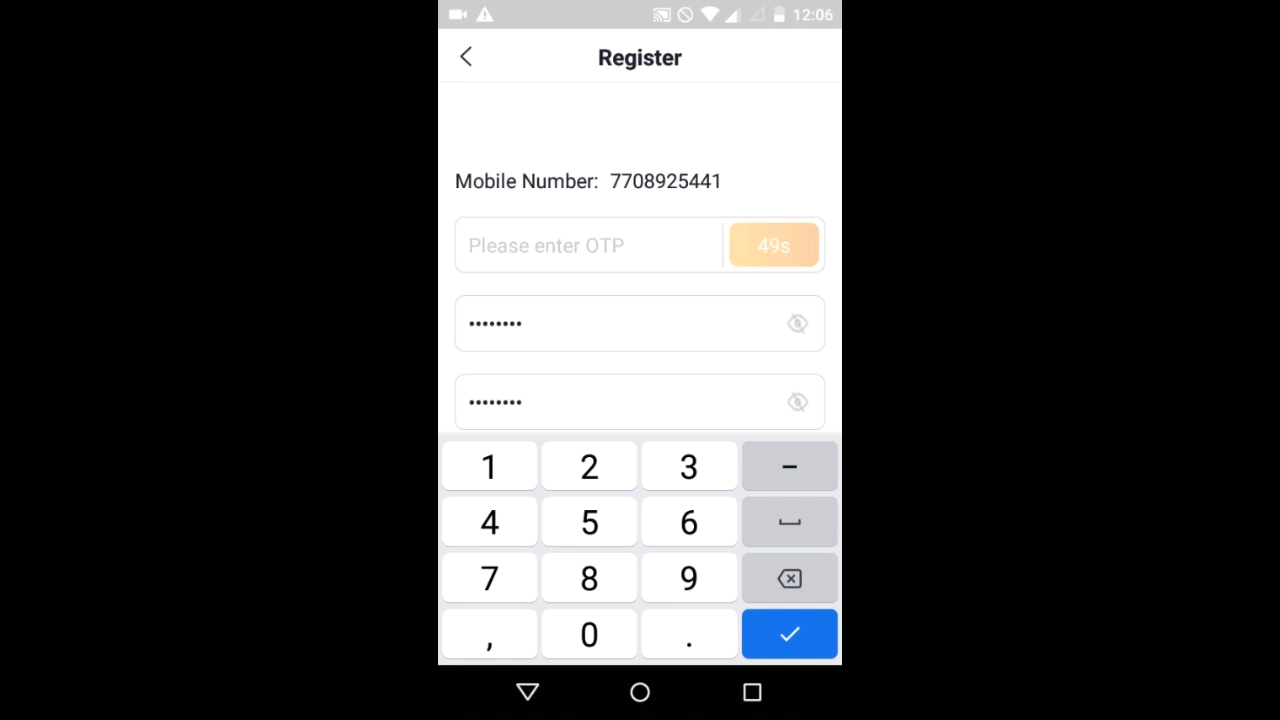 12:06
Register
Mobile Number: 7708925441
Please enter OTP
49s
••••••••
••••••••
1 2 3 -
4 5 6
7 8 9
, 0 .